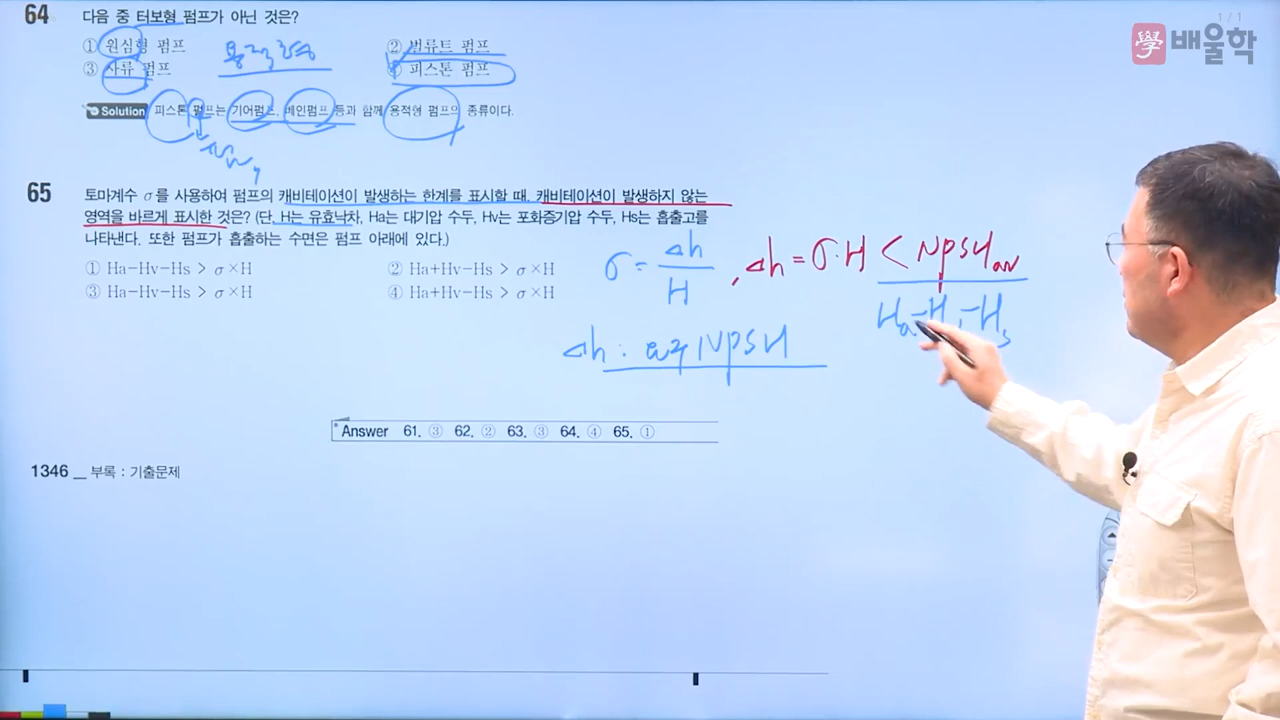 1 / 1
學 배울학
64 다음 중 터보형 펌프가 아닌 것은?
① 원심형 펌프 ② 벌류트 펌프
③ 사류 펌프 ④ 피스톤 펌프
용적형
Solution 피스톤 펌프는 기어펌프, 베인펌프 등과 함께 용적형 펌프의 종류이다.
65 토마계수 σ를 사용하여 펌프의 캐비테이션이 발생하는 한계를 표시할 때, 캐비테이션이 발생하지 않는
영역을 바르게 표시한 것은? (단, H는 유효낙차, Ha는 대기압 수두, Hv는 포화증기압 수두, Hs는 흡출고를
나타낸다. 또한 펌프가 흡출하는 수면은 펌프 아래에 있다.)
① Ha-Hv-Hs > σ×H ② Ha+Hv-Hs > σ×H
③ Ha-Hv-Hs > σ×H ④ Ha+Hv-Hs > σ×H
σ = Δh / H , Δh = σ·H < NPSHav
Ha-Hv-Hs
Δh : 요구 NPSH
Answer 61. ③ 62. ② 63. ③ 64. ④ 65. ①
1346 _ 부록 : 기출문제